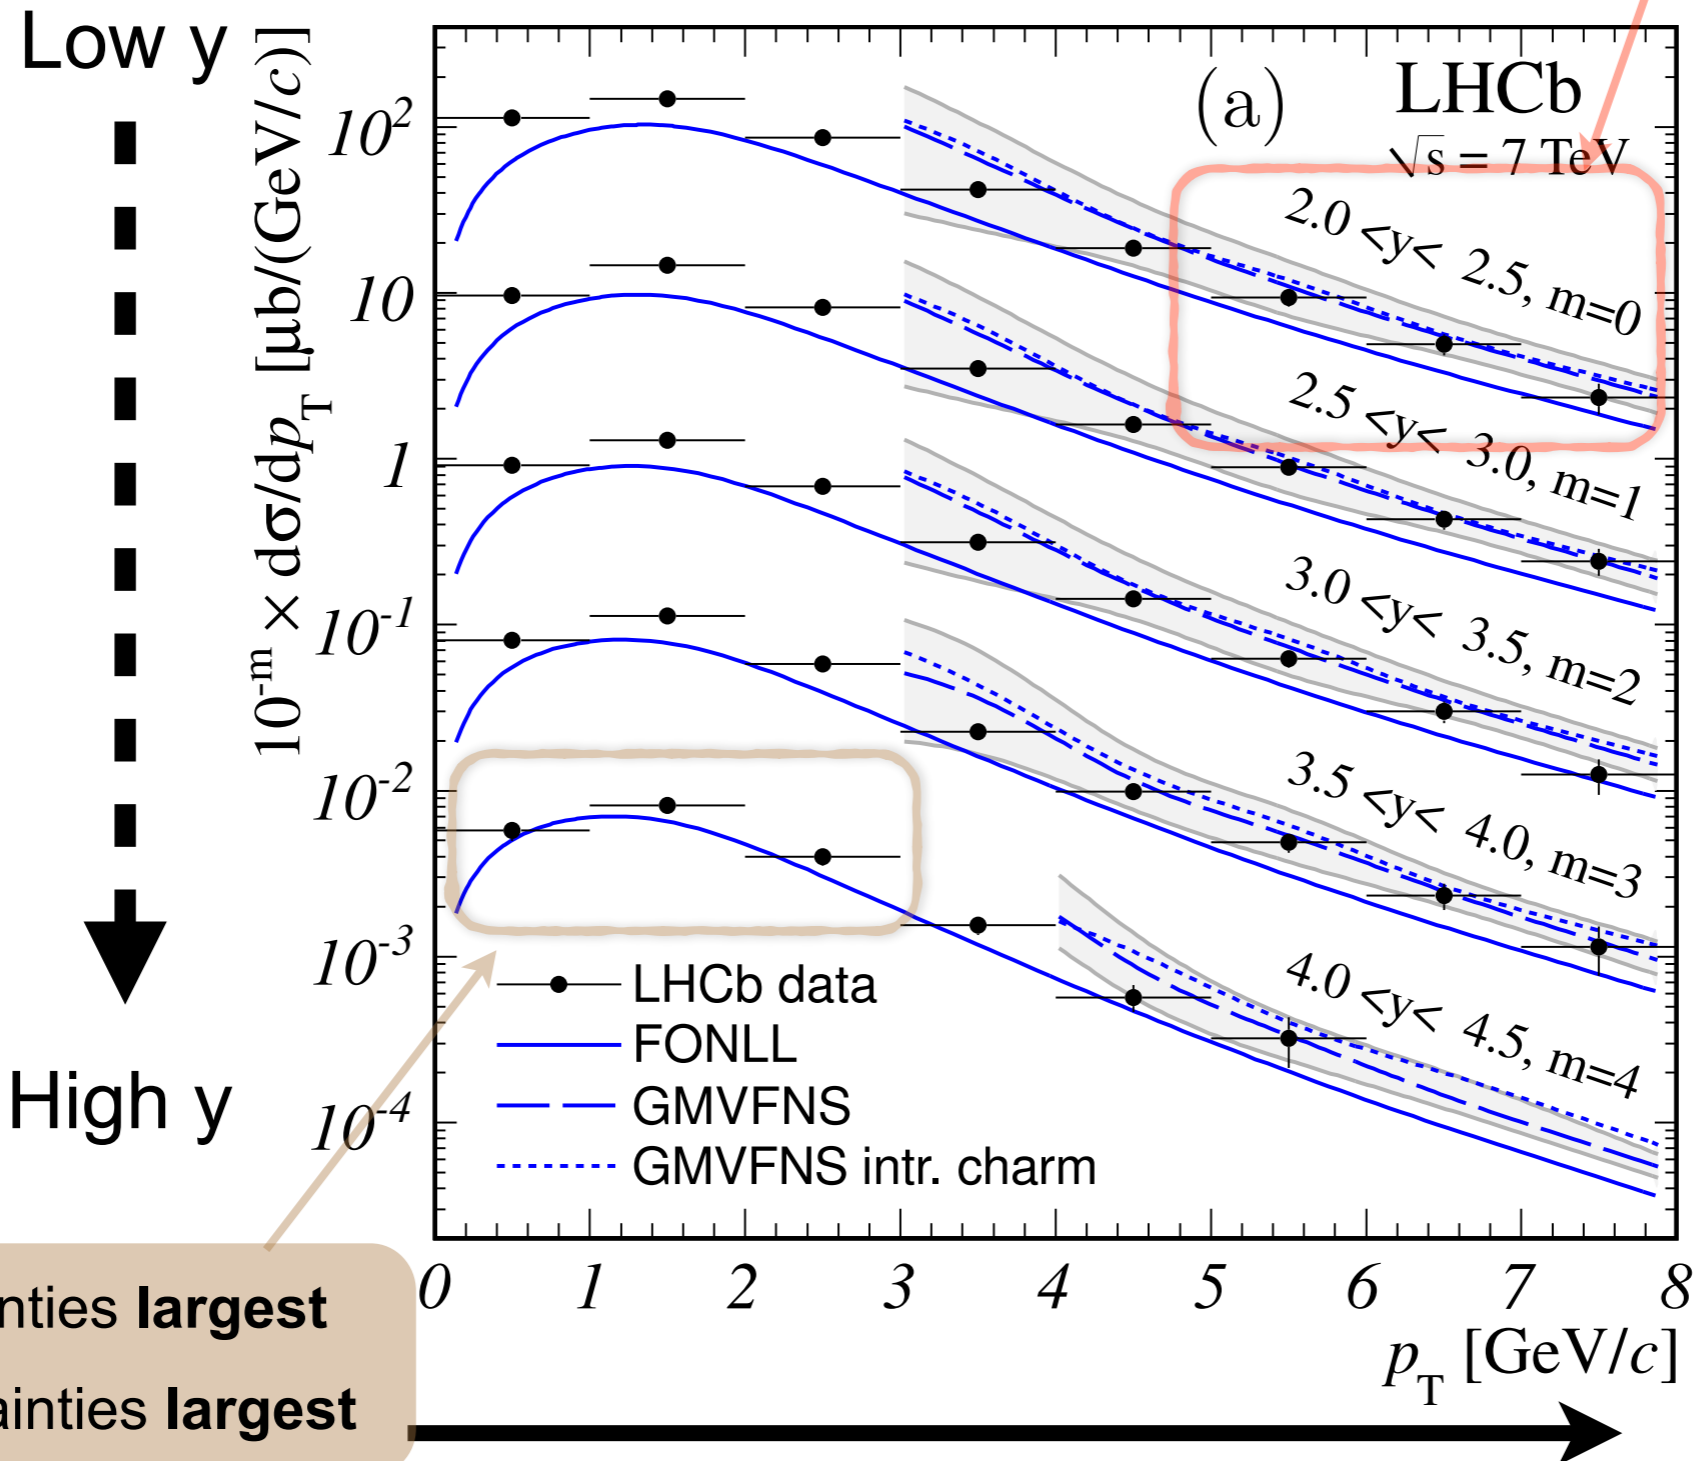 Low y
High y
10^-m × dσ/dp_T [μb/(GeV/c)]
10^2
10
1
10^-1
10^-2
10^-3
10^-4
(a)
LHCb
√s = 7 TeV
2.0 <y< 2.5, m=0
2.5 <y< 3.0, m=1
3.0 <y< 3.5, m=2
3.5 <y< 4.0, m=3
4.0 <y< 4.5, m=4
LHCb data
FONLL
GMVFNS
GMVFNS intr. charm
0 1 2 3 4 5 6 7 8
p_T [GeV/c]
largest
largest